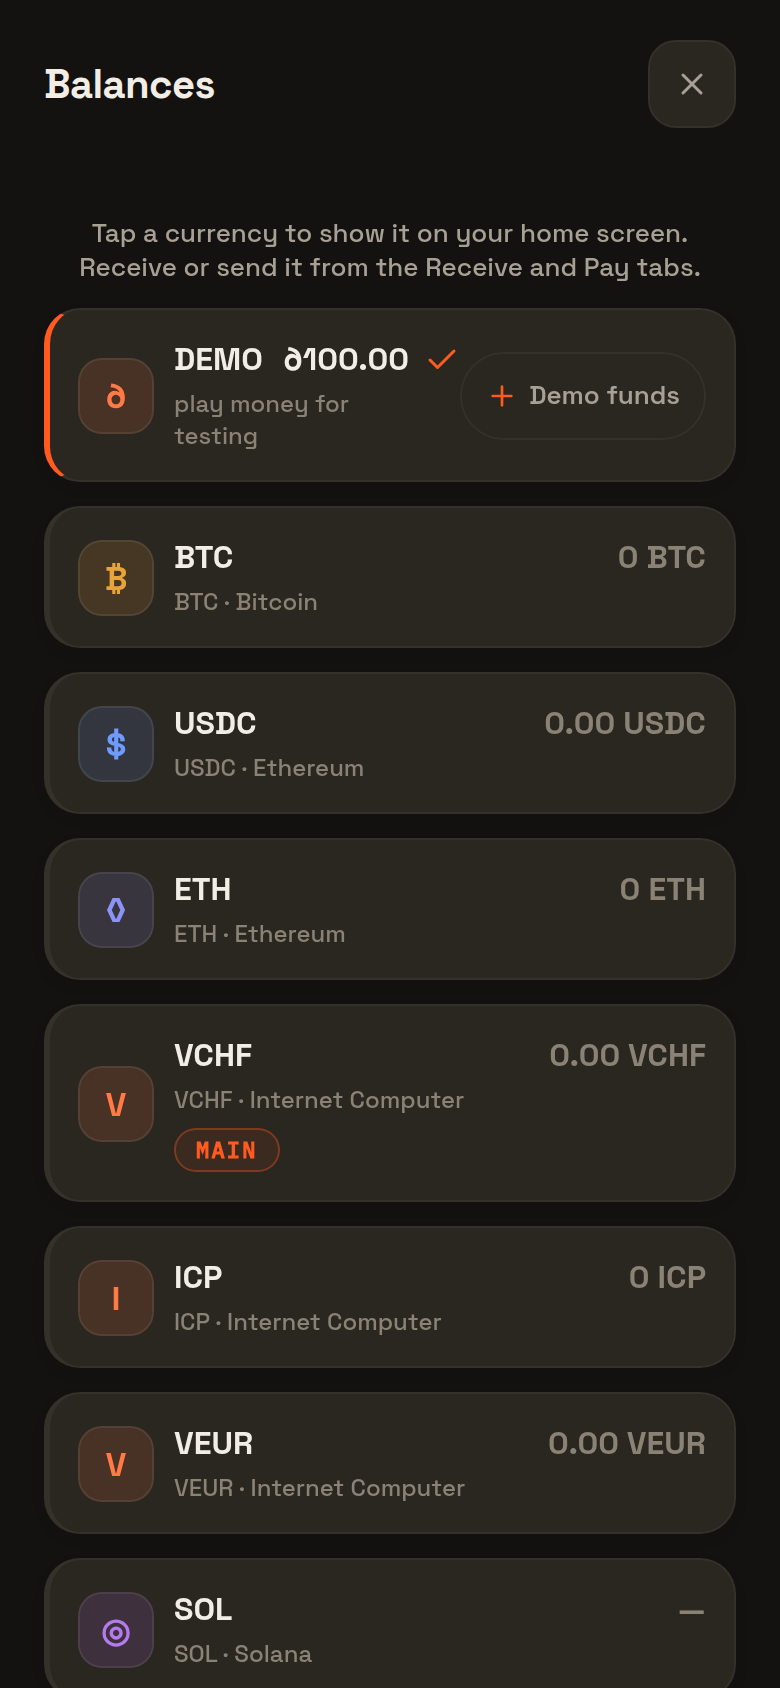 Balances
Tap a currency to show it on your home screen.
Receive or send it from the Receive and Pay tabs.
∂
DEMO ∂100.00
play money for
testing
+ Demo funds
₿
BTC
0 BTC
BTC · Bitcoin
$
USDC
0.00 USDC
USDC · Ethereum
ETH
0 ETH
ETH · Ethereum
V
VCHF
0.00 VCHF
VCHF · Internet Computer
MAIN
I
ICP
0 ICP
ICP · Internet Computer
V
VEUR
0.00 VEUR
VEUR · Internet Computer
SOL
—
SOL · Solana